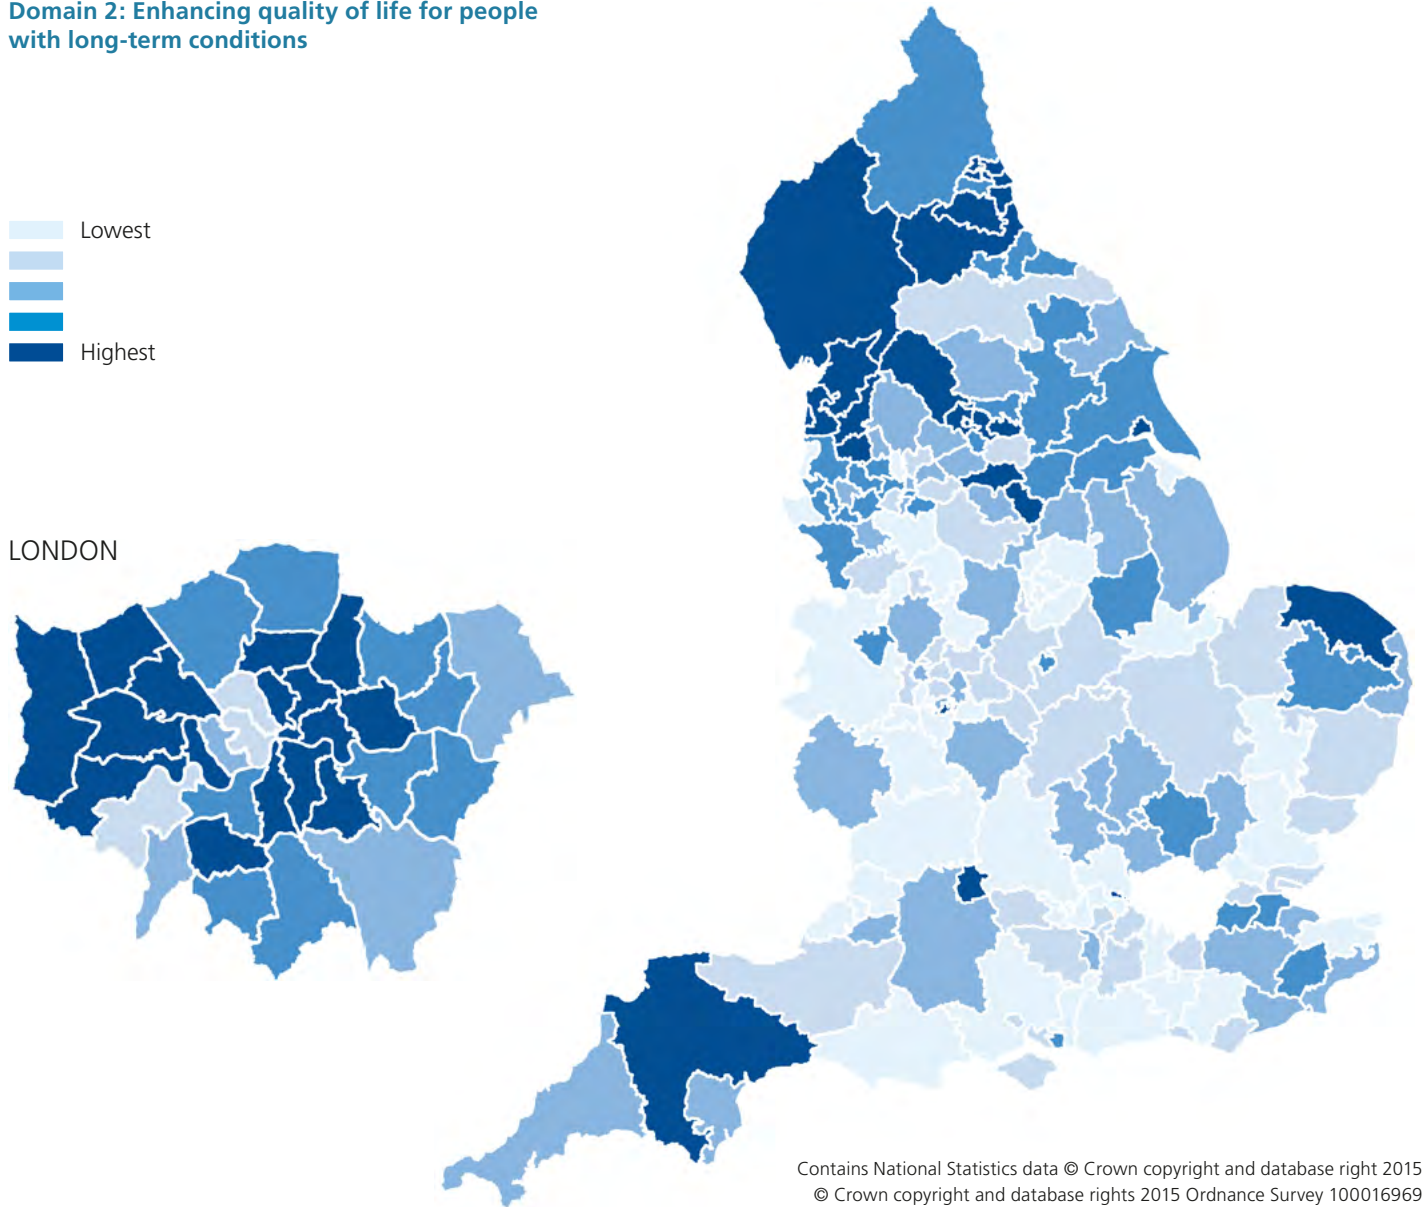 Domain 2: Enhancing quality of life for people
with long-term conditions
Lowest
Highest
LONDON
Contains National Statistics data © Crown copyright and database right 2015
© Crown copyright and database rights 2015 Ordnance Survey 100016969